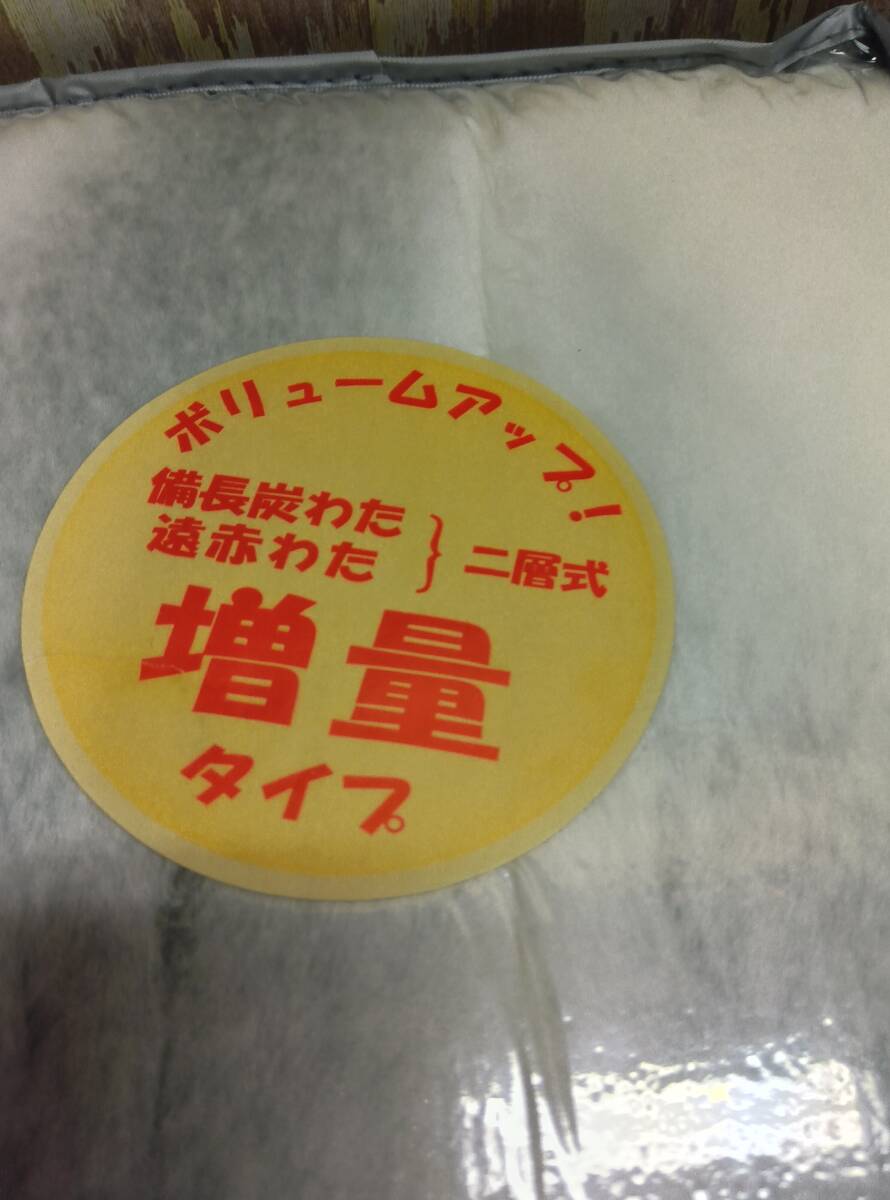 ボリュームアップ!
備長炭わた
遠赤わた
} 二層式
増量
タイプ